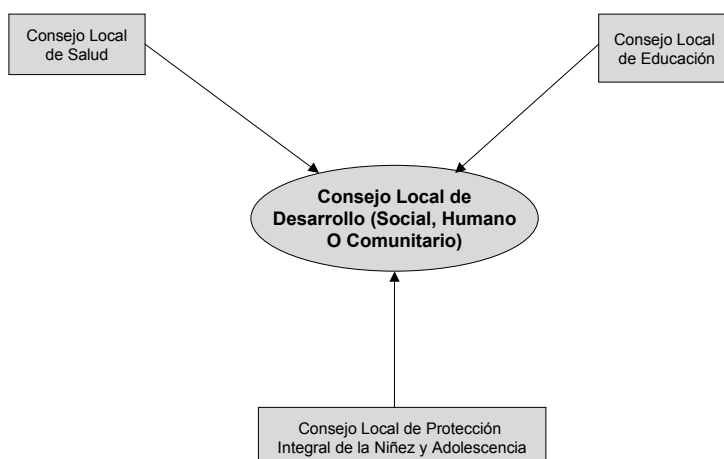 Consejo Local
de Salud
Consejo Local
de Educación
Consejo Local de
Desarrollo (Social, Humano
O Comunitario)
Consejo Local de Protección
Integral de la Niñez y Adolescencia